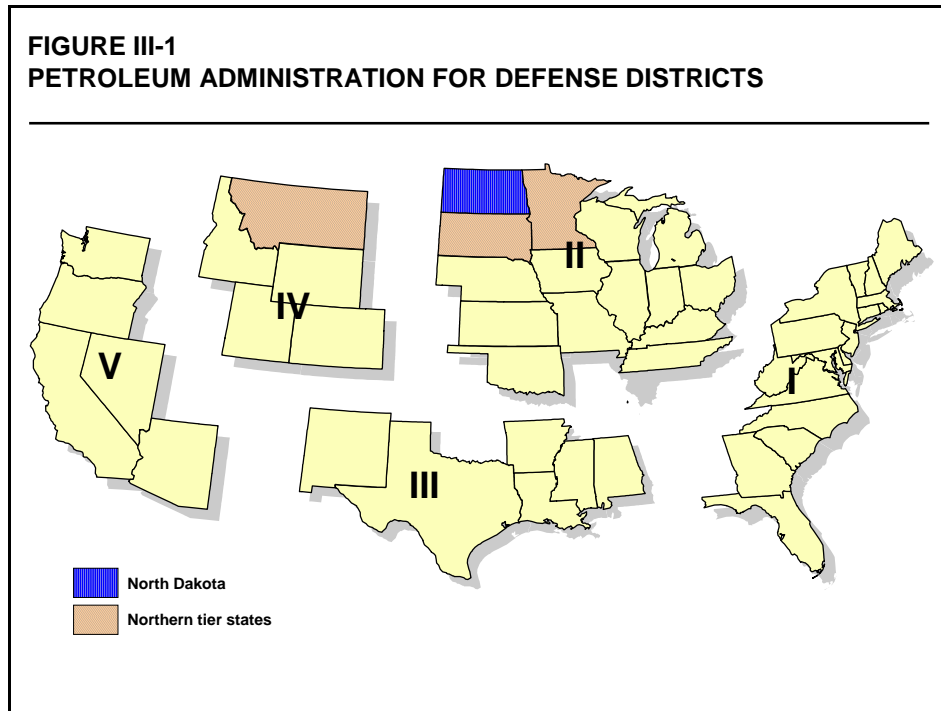 FIGURE III-1
PETROLEUM ADMINISTRATION FOR DEFENSE DISTRICTS
II
IV
V
I
III
North Dakota
Northern tier states